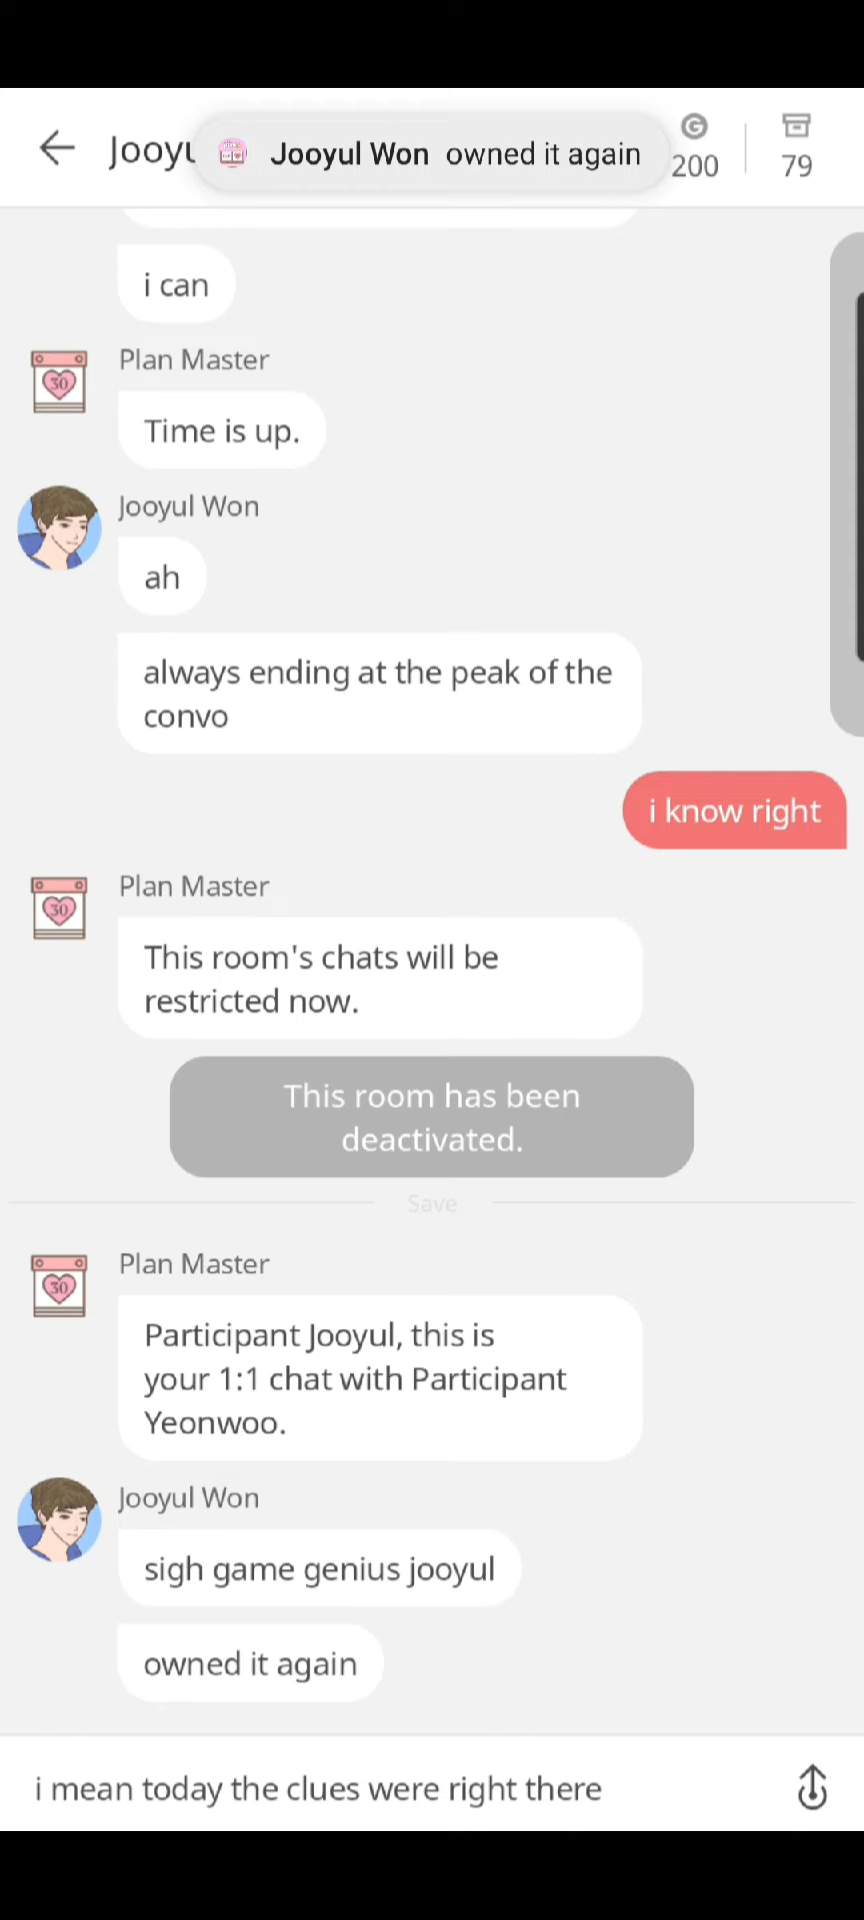 Jooyu
Jooyul Won owned it again
200
79
i can
Plan Master
30
Time is up.
Jooyul Won
ah
always ending at the peak of the
convo
i know right
Plan Master
30
This room's chats will be
restricted now.
This room has been
deactivated.
Save
Plan Master
30
Participant Jooyul, this is
your 1:1 chat with Participant
Yeonwoo.
Jooyul Won
sigh game genius jooyul
owned it again
i mean today the clues were right there